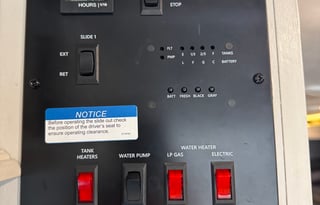 HOURS | 1/10
STOP
SLIDE 1
EXT
RET
FLT
PMP
E 1/3 2/3 F TANKS
L F G C BATTERY
BATT FRESH BLACK GRAY
NOTICE
Before operating the slide out check
the position of the driver's seat to
ensure operating clearance.
TANK
HEATERS
WATER PUMP
WATER HEATER
LP GAS
ELECTRIC